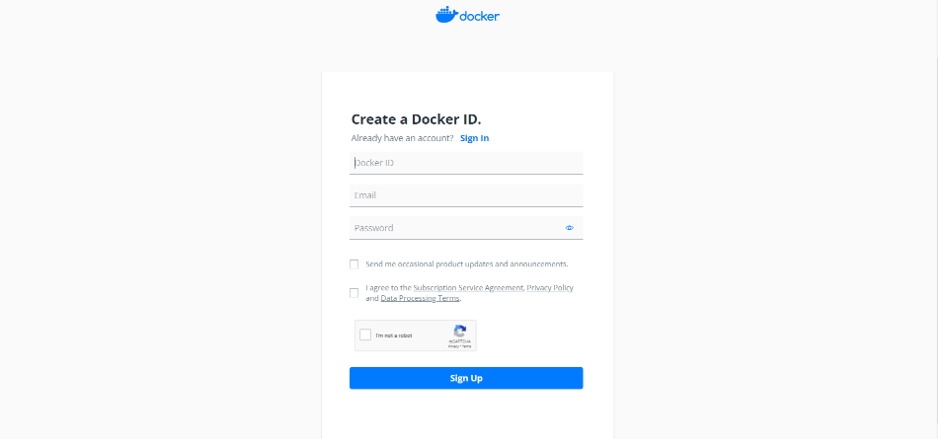 docker
Create a Docker ID.
Already have an account? Sign In
Docker ID
Email
Password
Send me occasional product updates and announcements.
I agree to the Subscription Service Agreement, Privacy Policy
and Data Processing Terms.
I'm not a robot
reCAPTCHA
Privacy - Terms
Sign Up